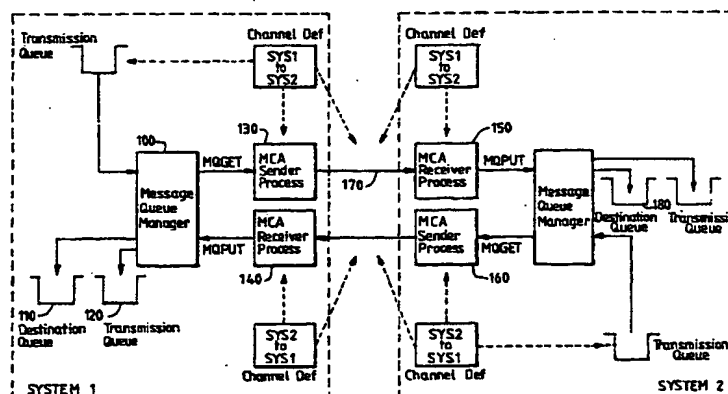 Channel Def
Channel Def
Transmission
Queue
SYS1
to
SYS2
SYS1
to
SYS2
100
130
150
MQGET
MCA
Sender
Process
170
MCA
Receiver
Process
MQPUT
Message
Queue
Manager
Message
Queue
Manager
180
Destination
Queue
Transmission
Queue
MQPUT
MCA
Receiver
Process
MCA
Sender
Process
MQGET
140
160
110
Destination
Queue
120
Transmission
Queue
SYS2
to
SYS1
Channel Def
SYS2
to
SYS1
Channel Def
Transmission
Queue
SYSTEM 1
SYSTEM 2